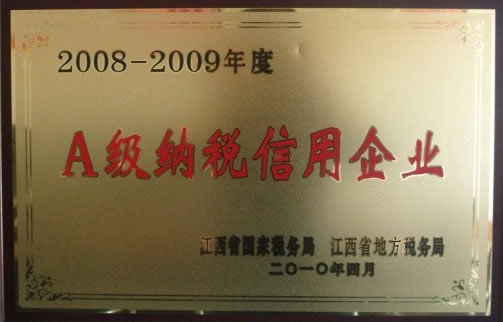 2008-2009年度
A级纳税信用企业
江西省国家税务局 江西省地方税务局
二〇一〇年四月